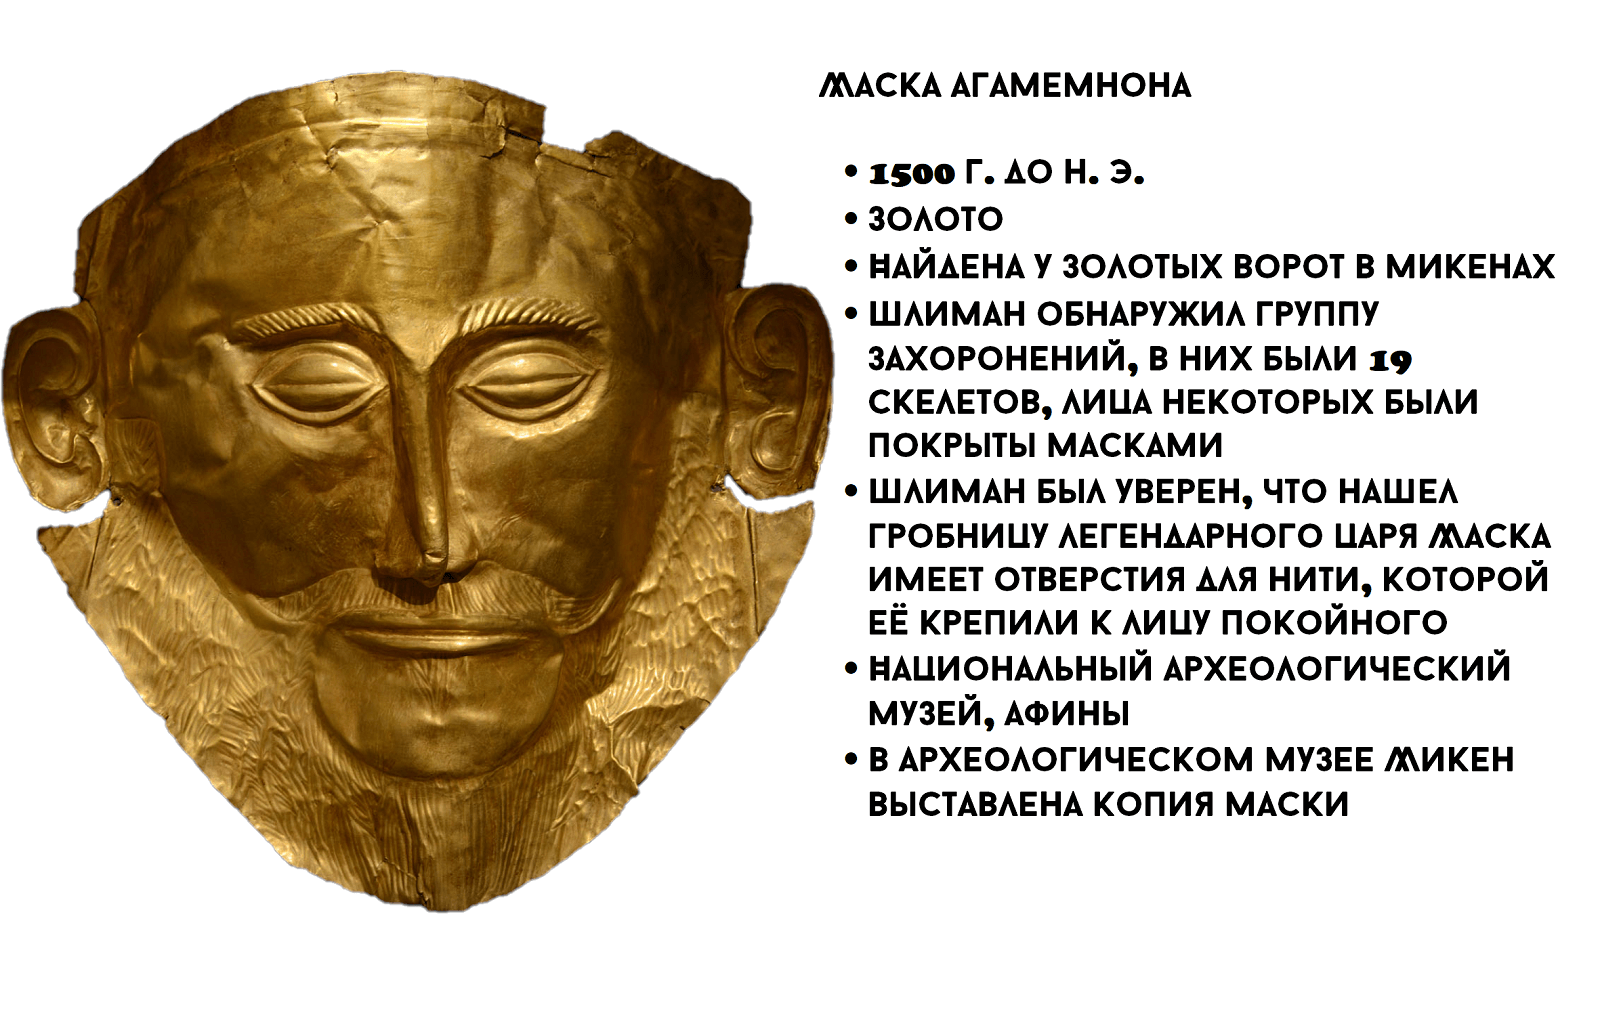 МАСКА АГАМЕМНОНА
• 1500 Г. ДО Н. Э.
• ЗОЛОТО
• НАЙДЕНА У ЗОЛОТЫХ ВОРОТ В МИКЕНАХ
• ШЛИМАН ОБНАРУЖИЛ ГРУППУ
ЗАХОРОНЕНИЙ, В НИХ БЫЛИ 19
СКЕЛЕТОВ, ЛИЦА НЕКОТОРЫХ БЫЛИ
ПОКРЫТЫ МАСКАМИ
• ШЛИМАН БЫЛ УВЕРЕН, ЧТО НАШЕЛ
ГРОБНИЦУ ЛЕГЕНДАРНОГО ЦАРЯ МАСКА
ИМЕЕТ ОТВЕРСТИЯ ДЛЯ НИТИ, КОТОРОЙ
ЕЁ КРЕПИЛИ К ЛИЦУ ПОКОЙНОГО
• НАЦИОНАЛЬНЫЙ АРХЕОЛОГИЧЕСКИЙ
МУЗЕЙ, АФИНЫ
• В АРХЕОЛОГИЧЕСКОМ МУЗЕЕ МИКЕН
ВЫСТАВЛЕНА КОПИЯ МАСКИ